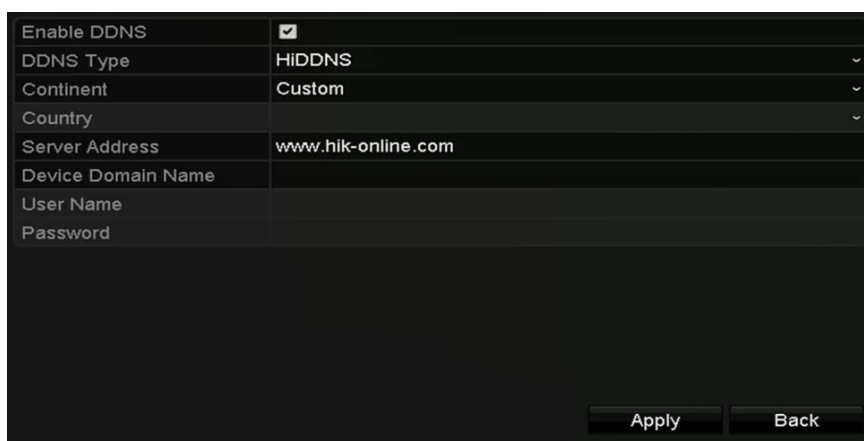 Enable DDNS
DDNS Type HiDDNS
Continent Custom
Country
Server Address www.hik-online.com
Device Domain Name
User Name
Password
Apply Back